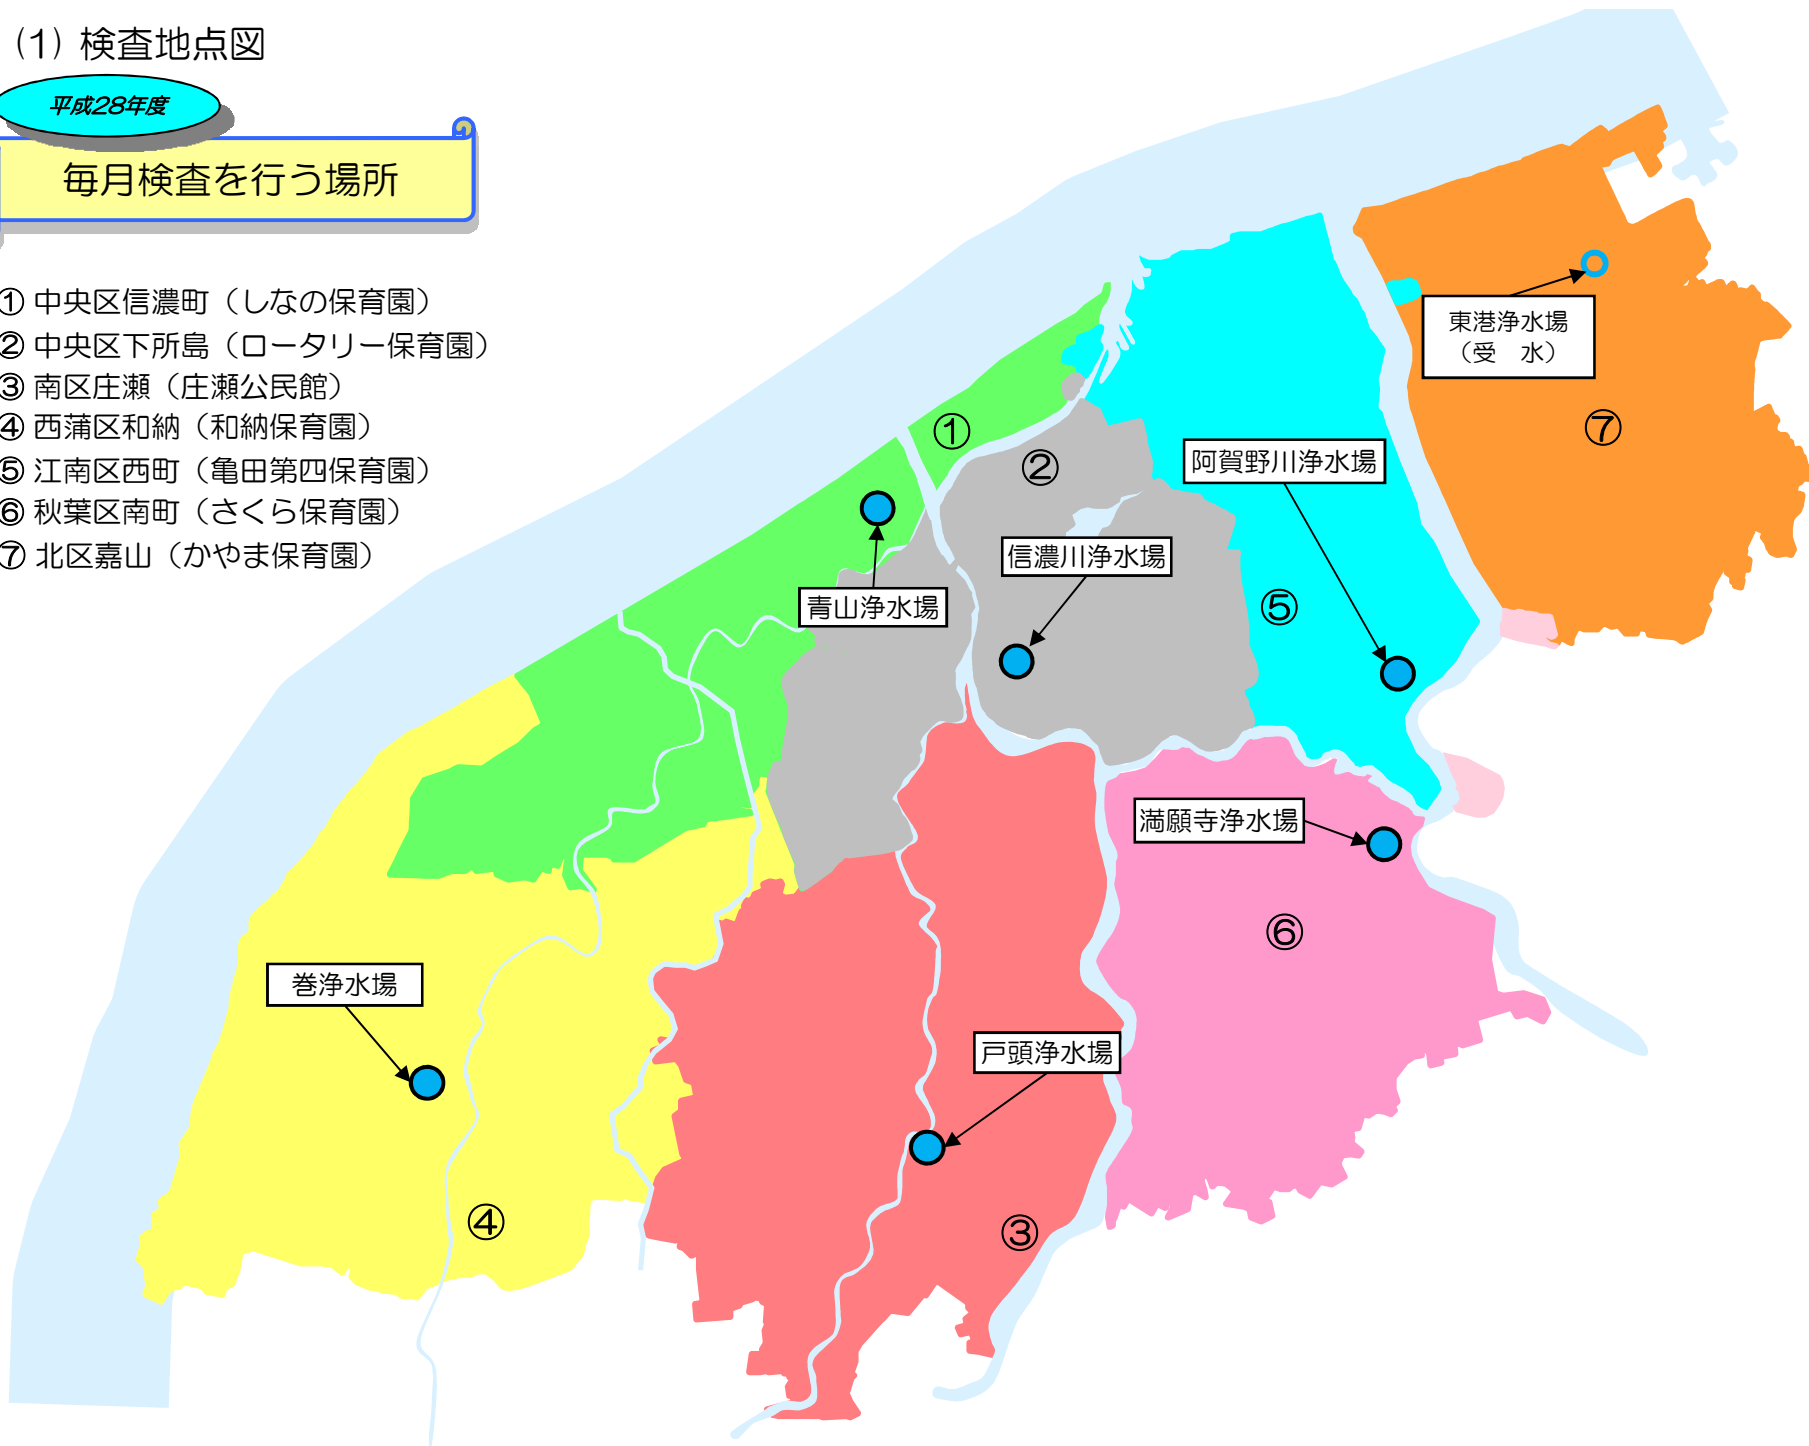 (1) 検査地点図
平成28年度
毎月検査を行う場所
① 中央区信濃町（しなの保育園）
② 中央区下所島（ロータリー保育園）
③ 南区庄瀬（庄瀬公民館）
④ 西蒲区和納（和納保育園）
⑤ 江南区西町（亀田第四保育園）
⑥ 秋葉区南町（さくら保育園）
⑦ 北区嘉山（かやま保育園）
東港浄水場
（受　水）
①
⑦
②
阿賀野川浄水場
信濃川浄水場
青山浄水場
⑤
満願寺浄水場
⑥
巻浄水場
戸頭浄水場
④
③